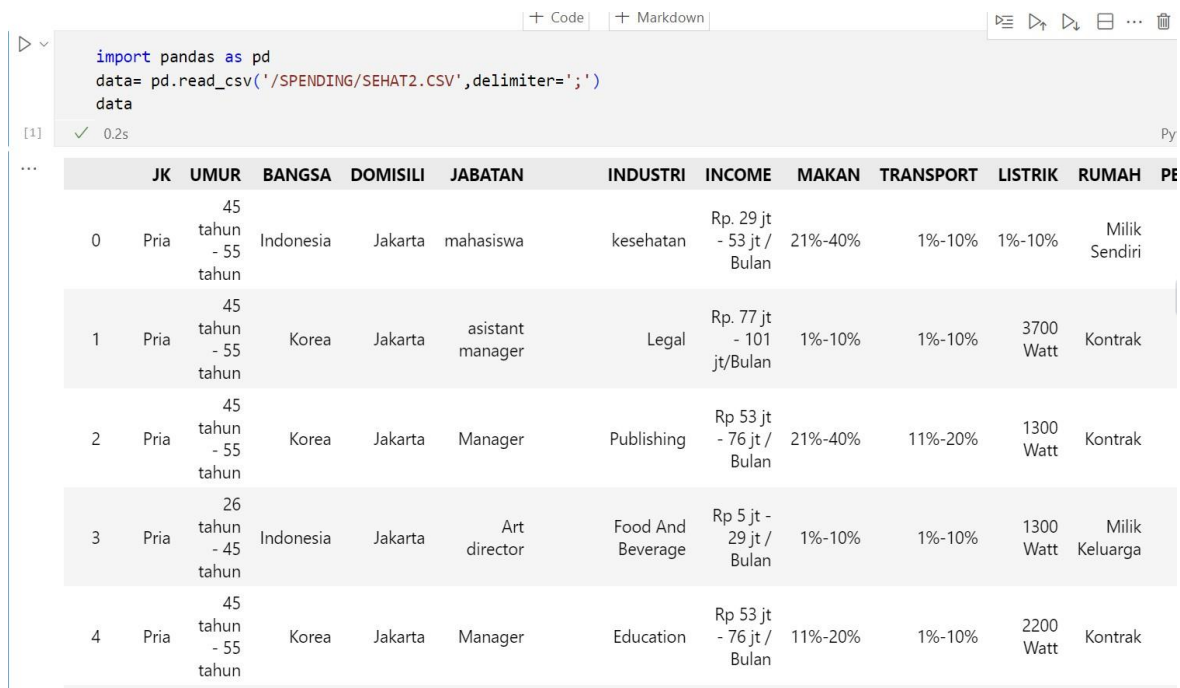 + Code + Markdown
import pandas as pd
data= pd.read_csv('/SPENDING/SEHAT2.CSV',delimiter=';')
data
[1] ✓ 0.2s Py
... JK UMUR BANGSA DOMISILI JABATAN INDUSTRI INCOME MAKAN TRANSPORT LISTRIK RUMAH PE
0 Pria 45 tahun - 55 tahun Indonesia Jakarta mahasiswa kesehatan Rp. 29 jt - 53 jt / Bulan 21%-40% 1%-10% 1%-10% Milik Sendiri
1 Pria 45 tahun - 55 tahun Korea Jakarta asistant manager Legal Rp. 77 jt - 101 jt/Bulan 1%-10% 1%-10% 3700 Watt Kontrak
2 Pria 45 tahun - 55 tahun Korea Jakarta Manager Publishing Rp 53 jt - 76 jt / Bulan 21%-40% 11%-20% 1300 Watt Kontrak
3 Pria 26 tahun - 45 tahun Indonesia Jakarta Art director Food And Beverage Rp 5 jt - 29 jt / Bulan 1%-10% 1%-10% 1300 Watt Milik Keluarga
4 Pria 45 tahun - 55 tahun Korea Jakarta Manager Education Rp 53 jt - 76 jt / Bulan 11%-20% 1%-10% 2200 Watt Kontrak